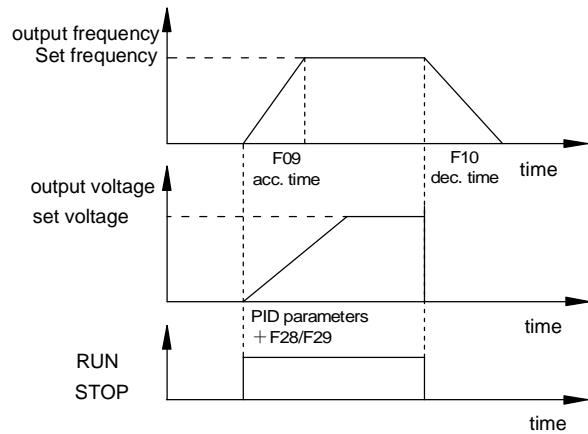 output frequency
Set frequency
F09
acc. time
F10
dec. time
time
output voltage
set voltage
PID parameters
+F28/F29
time
RUN
STOP
time